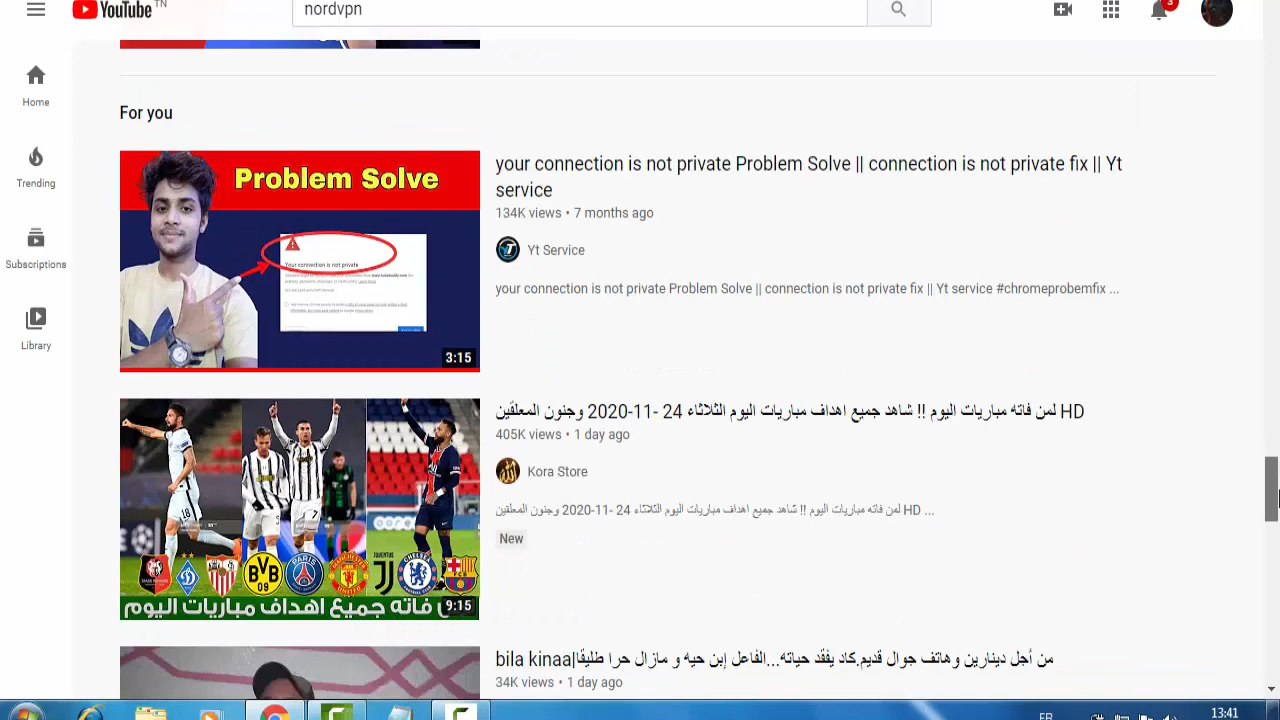 YouTube TN
nordvpn
3
Home
Trending
Subscriptions
Library
For you
Problem Solve
Your connection is not private
3:15
your connection is not private Problem Solve || connection is not private fix || Yt
service
134K views • 7 months ago
Yt Service
your connection is not private Problem Solve || connection is not private fix || Yt service #chromeprobemfix ...
لمن فاته مباريات اليوم !! شاهد جميع اهداف مباريات اليوم الثلاثاء 24 -11-2020 وجنون المعلقين HD
405K views • 1 day ago
Kora Store
لمن فاته مباريات اليوم !! شاهد جميع اهداف مباريات اليوم الثلاثاء 24 -11-2020 وجنون المعلقين HD ...
New
18
BVB
09
PARIS
JUVENTUS
فاته جميع اهداف مباريات اليوم
9:15
bila kinaa|من أجل دينارين وهاتف جوال قديم.كاد يفقد حياته...الفاعل إبن حيه و مازال حرا طليقا
34K views • 1 day ago
FR
13:41